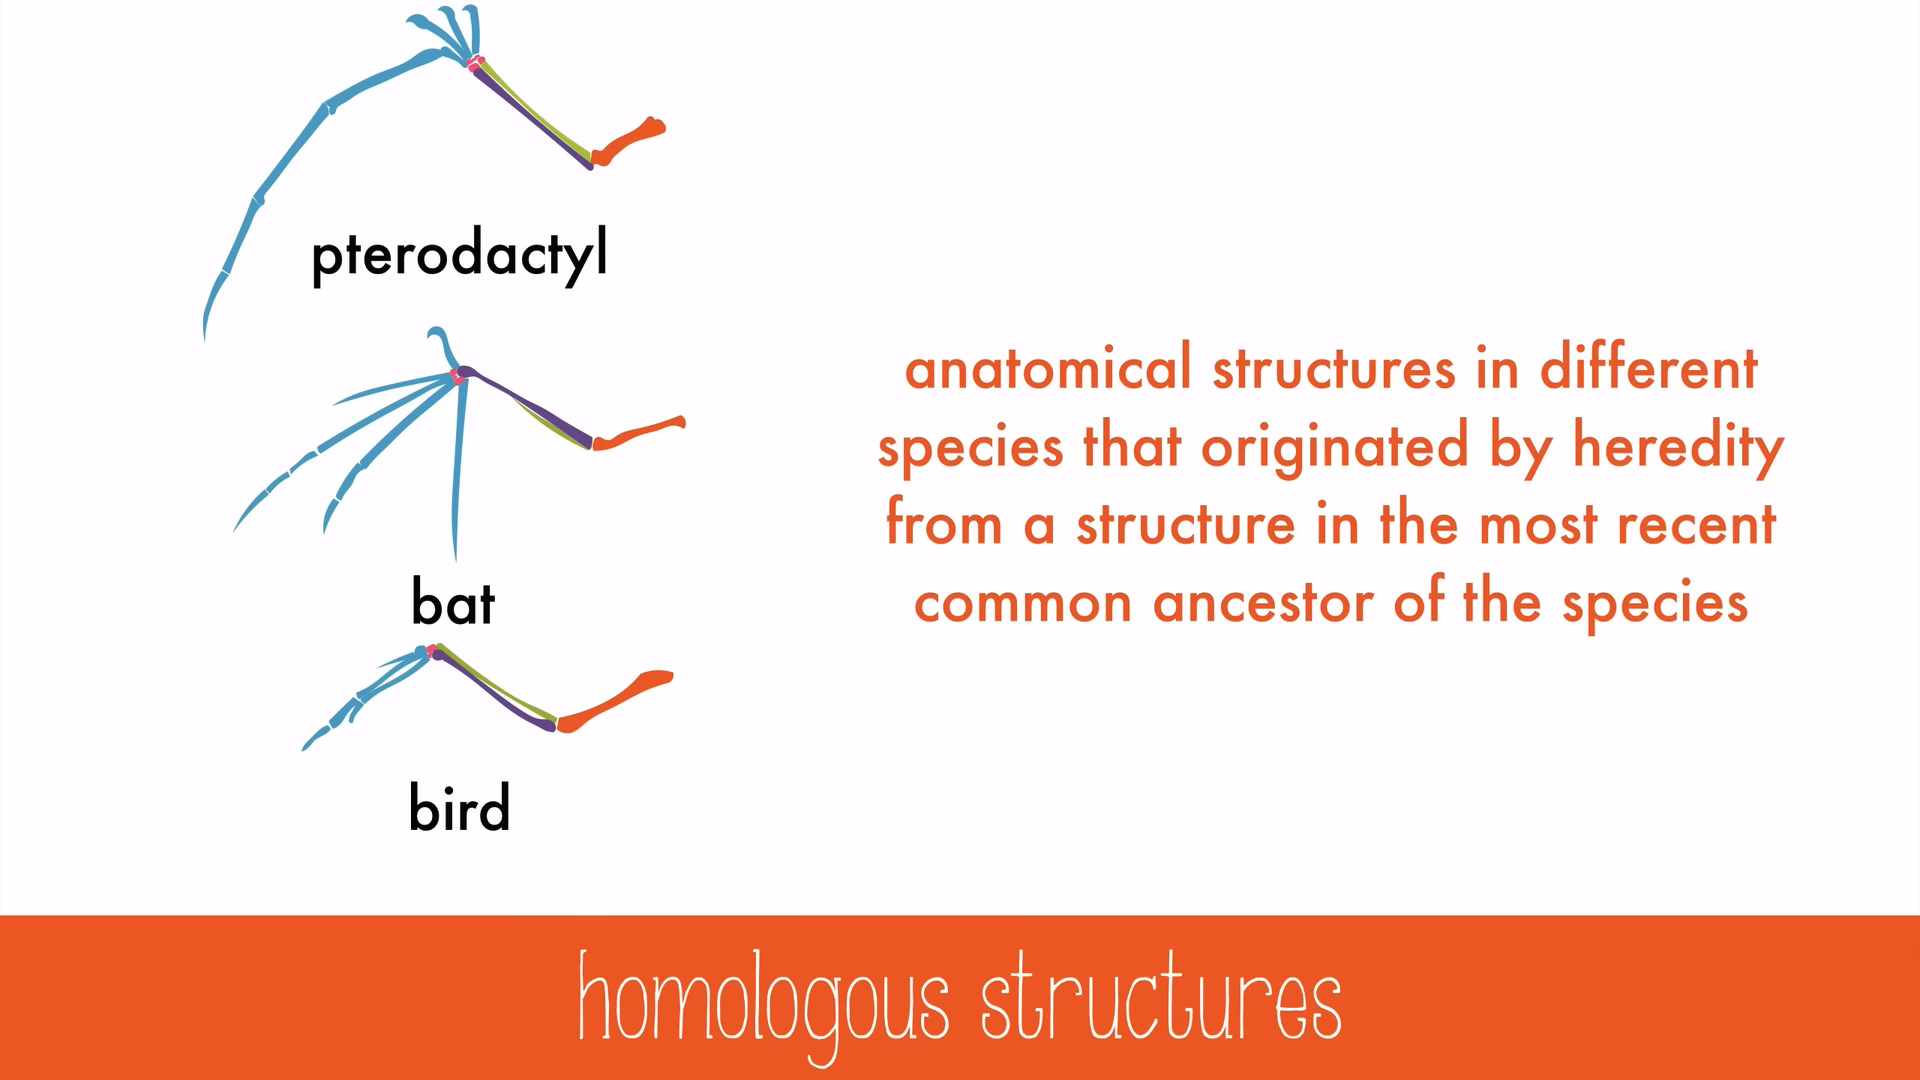 pterodactyl
bat
bird
anatomical structures in different
species that originated by heredity
from a structure in the most recent
common ancestor of the species
homologous structures